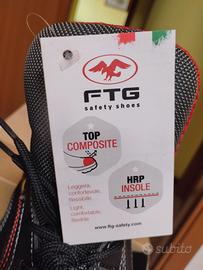 FTG
safety shoes
TOP
COMPOSITE
HRP
INSOLE
Leggera,
confortevole,
flessibile.
Light,
comfortable,
flexible
www.ftg-safety.com
subito